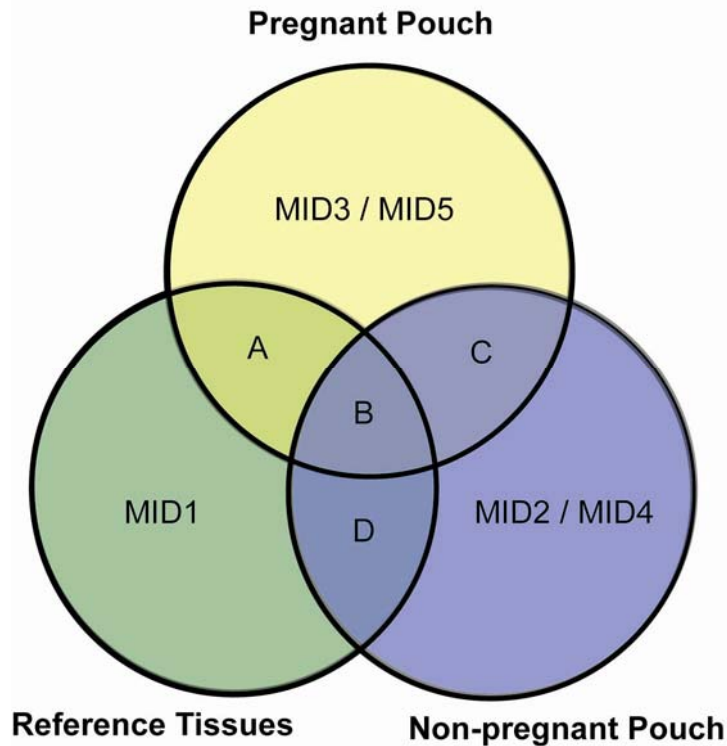 Pregnant Pouch
MID3 / MID5
A
C
B
MID1
MID2 / MID4
D
Reference Tissues
Non-pregnant Pouch